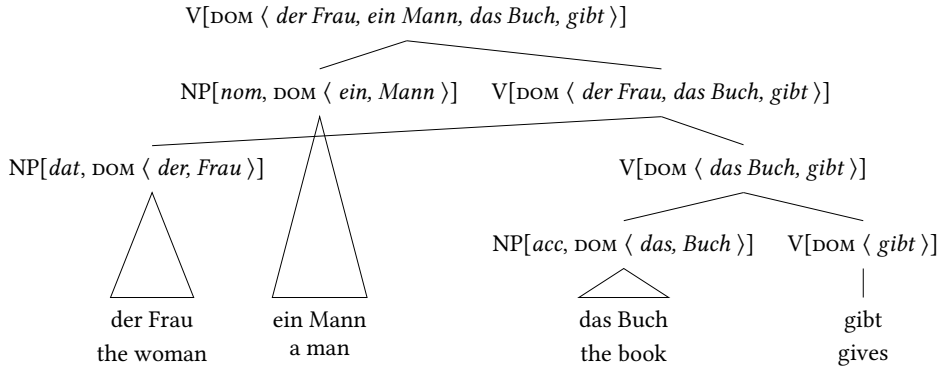 V[DOM ⟨ der Frau, ein Mann, das Buch, gibt ⟩]
NP[nom, DOM ⟨ ein, Mann ⟩] V[DOM ⟨ der Frau, das Buch, gibt ⟩]
NP[dat, DOM ⟨ der, Frau ⟩] V[DOM ⟨ das Buch, gibt ⟩]
NP[acc, DOM ⟨ das, Buch ⟩] V[DOM ⟨ gibt ⟩]
der Frau ein Mann das Buch gibt
the woman a man the book gives